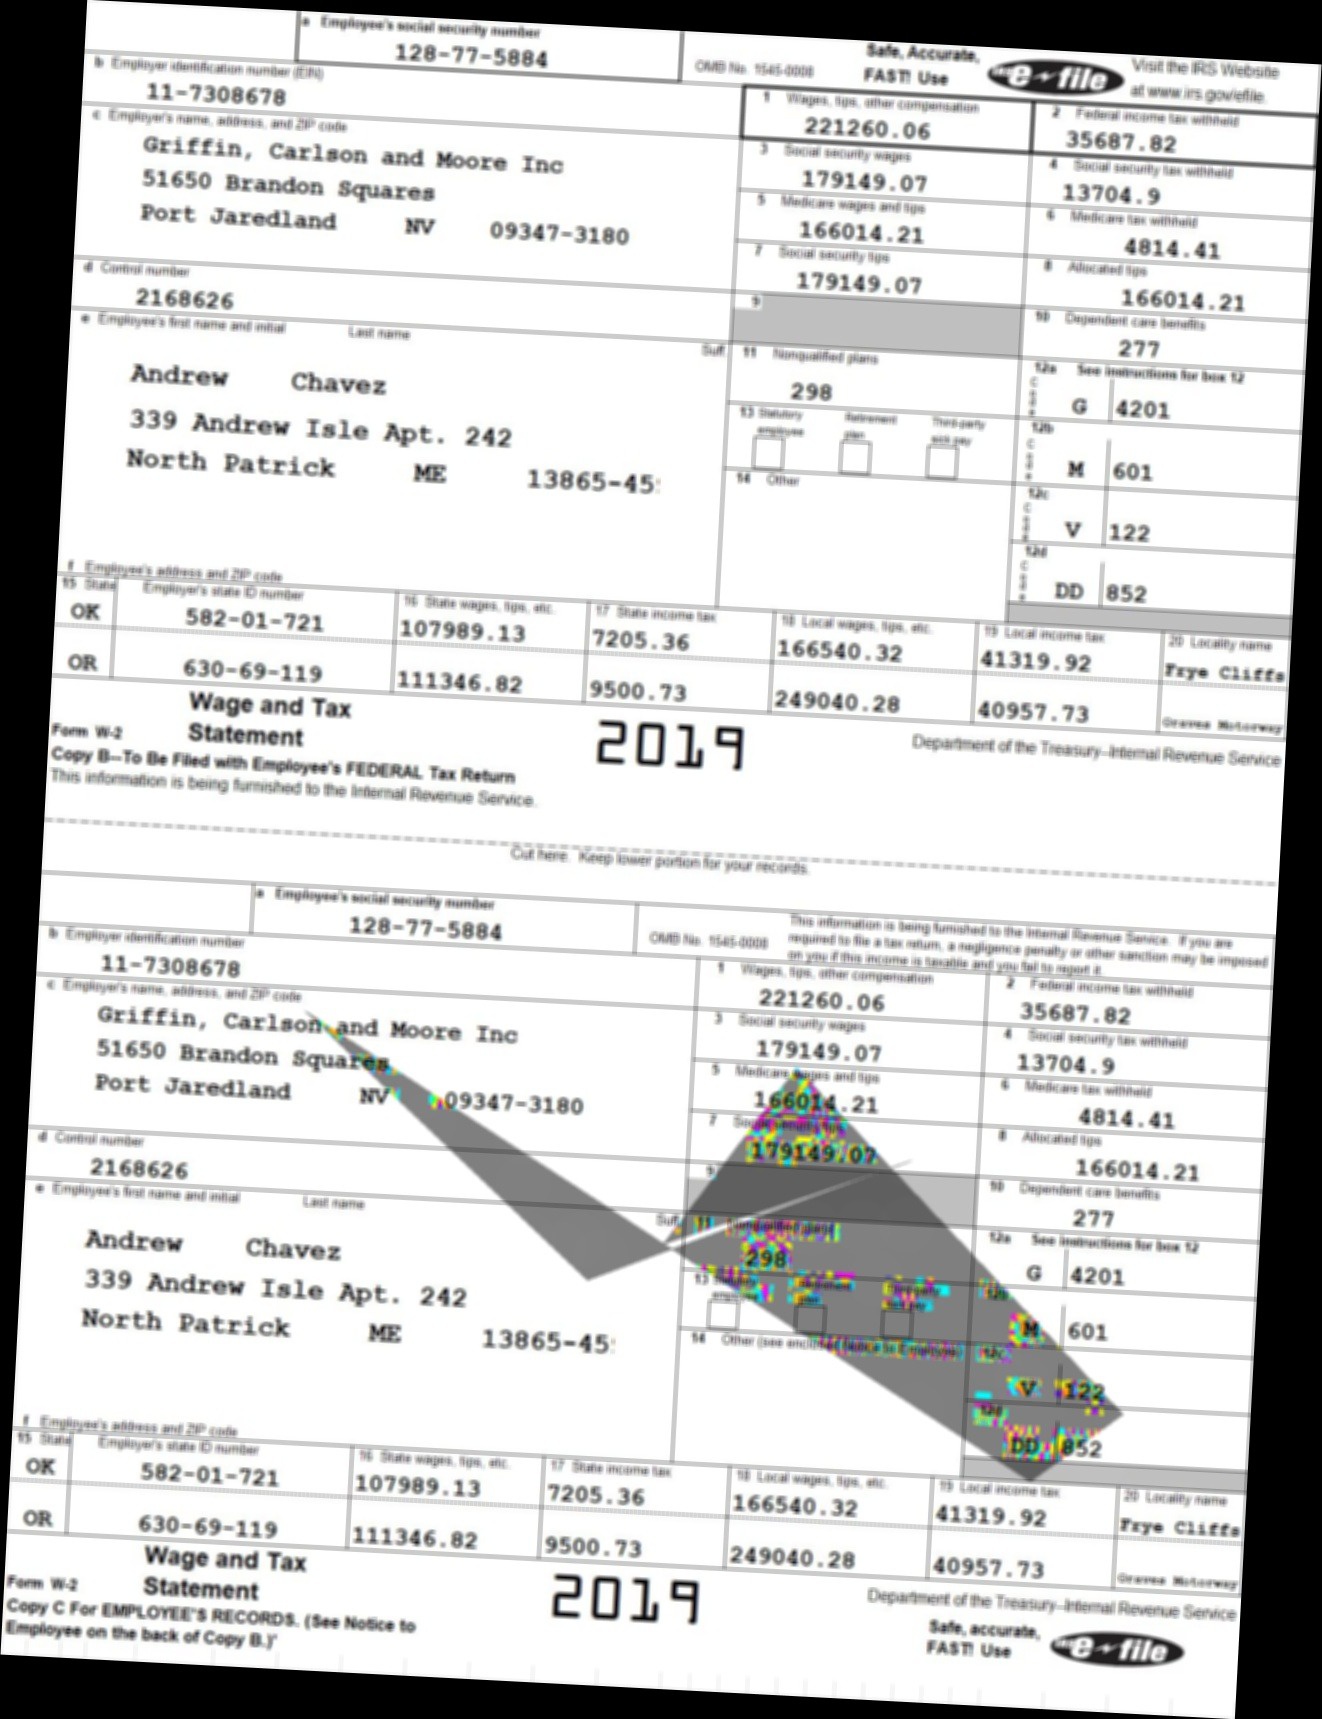 a Employee's social security number
128-77-5884
OMB No. 1545-0008
Safe, Accurate,
FAST! Use
e~file
Visit the IRS Website
at www.irs.gov/efile.
b Employer identification number (EIN)
11-7308678
1 Wages, tips, other compensation
221260.06
2 Federal income tax withheld
35687.82
c Employer's name, address, and ZIP code
Griffin, Carlson and Moore Inc
51650 Brandon Squares
Port Jaredland NV 09347-3180
3 Social security wages
179149.07
4 Social security tax withheld
13704.9
5 Medicare wages and tips
166014.21
6 Medicare tax withheld
4814.41
7 Social security tips
179149.07
8 Allocated tips
166014.21
d Control number
2168626
9
10 Dependent care benefits
277
e Employee's first name and initial Last name Suff.
Andrew Chavez
339 Andrew Isle Apt. 242
North Patrick ME 13865-45
11 Nonqualified plans
298
12a See instructions for box 12
Code
G 4201
13 Statutory employee
Retirement plan
Third-party sick pay
12b
Code
M 601
14 Other
12c
Code
V 122
12d
Code
DD 852
f Employee's address and ZIP code
15 State Employer's state ID number
16 State wages, tips, etc.
17 State income tax
18 Local wages, tips, etc.
19 Local income tax
20 Locality name
OK 582-01-721 107989.13 7205.36 166540.32 41319.92 Frye Cliffs
OR 630-69-119 111346.82 9500.73 249040.28 40957.73 Graves Motorway
Wage and Tax
Form W-2 Statement
2019
Department of the Treasury--Internal Revenue Service
Copy B--To Be Filed with Employee's FEDERAL Tax Return
This information is being furnished to the Internal Revenue Service.
Cut here. Keep lower portion for your records.
a Employee's social security number
128-77-5884
OMB No. 1545-0008
This information is being furnished to the Internal Revenue Service. If you are
required to file a tax return, a negligence penalty or other sanction may be imposed
on you if this income is taxable and you fail to report it.
b Employer identification number
11-7308678
1 Wages, tips, other compensation
221260.06
2 Federal income tax withheld
35687.82
c Employer's name, address, and ZIP code
Griffin, Carlson and Moore Inc
51650 Brandon Squares
Port Jaredland NV 09347-3180
3 Social security wages
179149.07
4 Social security tax withheld
13704.9
5 Medicare wages and tips
166014.21
6 Medicare tax withheld
4814.41
7 Social security tips
179149.07
8 Allocated tips
166014.21
d Control number
2168626
9
10 Dependent care benefits
277
e Employee's first name and initial Last name Suff.
Andrew Chavez
339 Andrew Isle Apt. 242
North Patrick ME 13865-45
11 Nonqualified plans
298
12a See instructions for box 12
G 4201
13 Statutory employee
Retirement plan
Third-party sick pay
12b
M 601
14 Other (see enclosed Notice to Employee)
12c
V 122
12d
DD 852
f Employee's address and ZIP code
15 State Employer's state ID number
16 State wages, tips, etc.
17 State income tax
18 Local wages, tips, etc.
19 Local income tax
20 Locality name
OK 582-01-721 107989.13 7205.36 166540.32 41319.92 Frye Cliffs
OR 630-69-119 111346.82 9500.73 249040.28 40957.73 Graves Motorway
Wage and Tax
Form W-2 Statement
2019
Department of the Treasury--Internal Revenue Service
Copy C For EMPLOYEE'S RECORDS. (See Notice to
Employee on the back of Copy B.)"
Safe, accurate,
FAST! Use
e~file